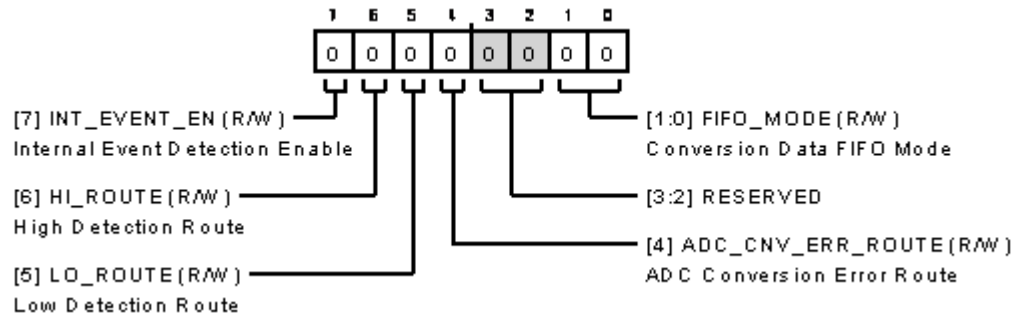 7 6 5 4 3 2 1 0
0 0 0 0 0 0 0 0
[7] INT_EVENT_EN (R/W)
Internal Event Detection Enable
[6] HI_ROUTE (R/W)
High Detection Route
[5] LO_ROUTE (R/W)
Low Detection Route
[1:0] FIFO_MODE (R/W)
Conversion Data FIFO Mode
[3:2] RESERVED
[4] ADC_CNV_ERR_ROUTE (R/W)
ADC Conversion Error Route